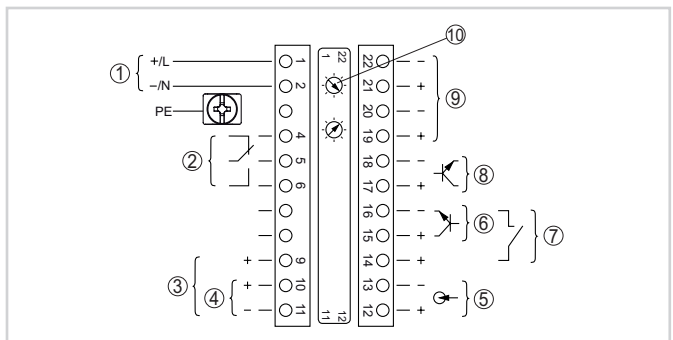 ⑩
+/L 1 1 22 22 −
① ⑨
−/N 2 21 +
PE 20 −
4 19 +
② 5 18 − ⑧
6 17 +
16 − ⑥
⑦
15 +
+ 9 14 +
③ + 10 13 −
④ ⑤
− 11 11 12 12 +